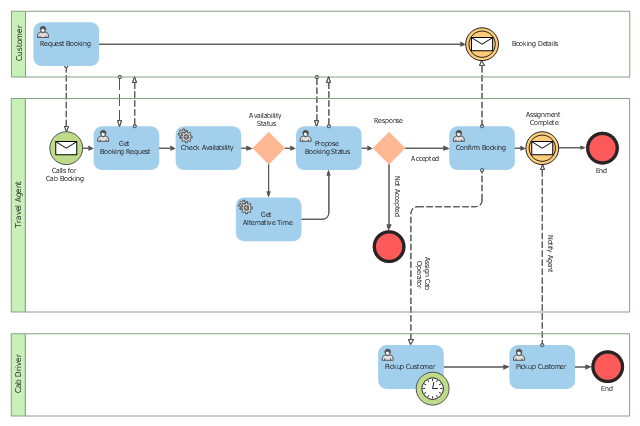 Customer
Request Booking
Booking Details
Travel Agent
Calls for
Cab Booking
Get
Booking Request
Check Availability
Availability
Status
Get
Alternative Time
Propose
Booking Status
Response
Accepted
Not Accepted
Confirm Booking
Assignment
Complete
End
Assign Cab
Operator
Notify Agent
Cab Driver
Pickup Customer
Pickup Customer
End